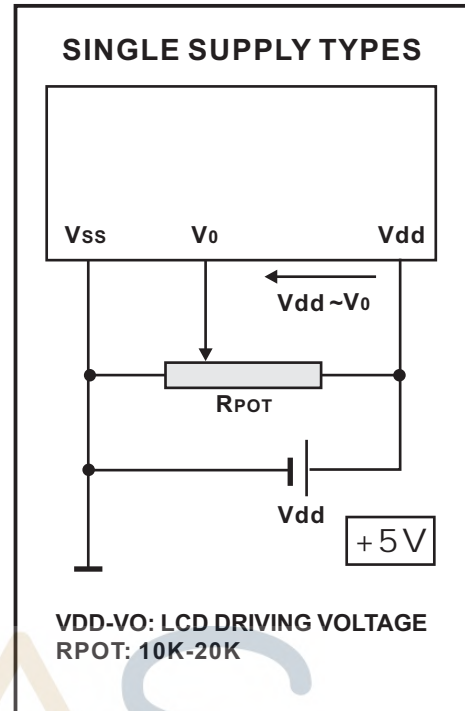 SINGLE SUPPLY TYPES
VSS V0 Vdd
Vdd ~V0
RPOT
Vdd
+5V
VDD-VO: LCD DRIVING VOLTAGE
RPOT: 10K-20K